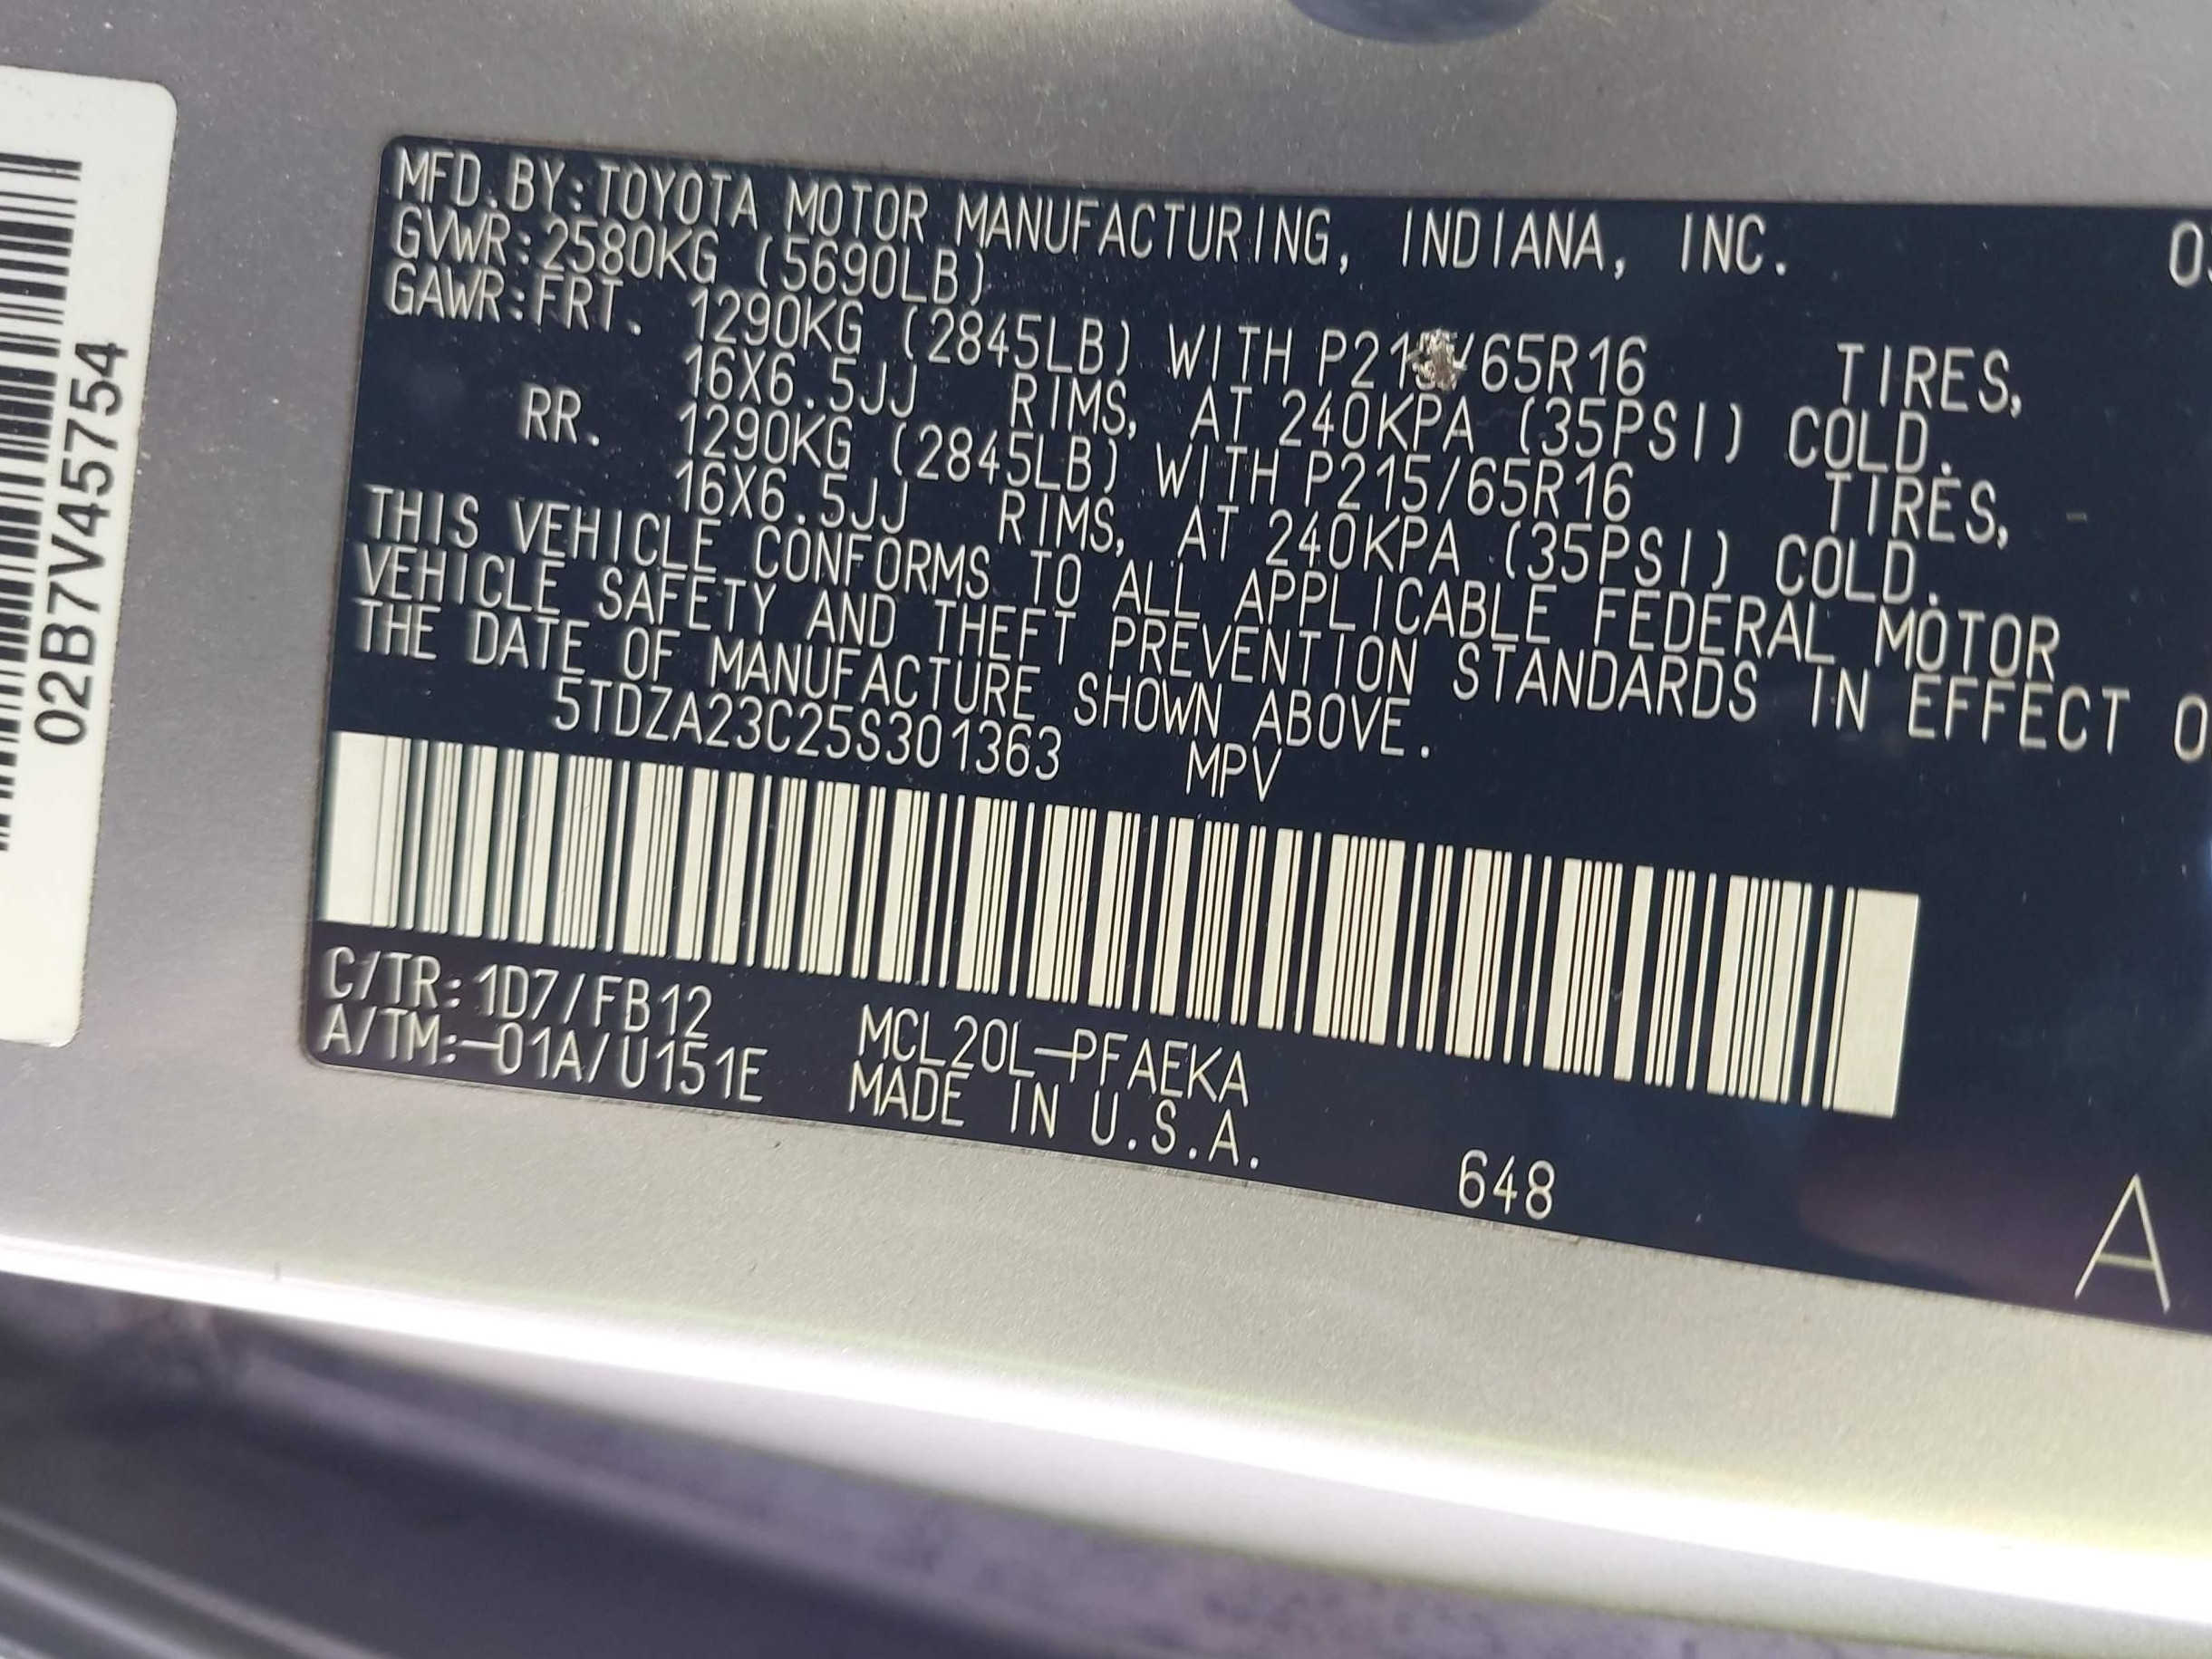 02B7V45754
MFD.BY:TOYOTA MOTOR MANUFACTURING, INDIANA, INC.
GVWR:2580KG (5690LB)
GAWR:FRT. 1290KG (2845LB) WITH P215/65R16 TIRES,
16X6.5JJ RIMS, AT 240KPA (35PSI) COLD.
RR. 1290KG (2845LB) WITH P215/65R16 TIRES,
16X6.5JJ RIMS, AT 240KPA (35PSI) COLD.
THIS VEHICLE CONFORMS TO ALL APPLICABLE FEDERAL MOTOR
VEHICLE SAFETY AND THEFT PREVENTION STANDARDS IN EFFECT
THE DATE OF MANUFACTURE SHOWN ABOVE.
5TDZA23C25S301363 MPV
C/TR:1D7/FB12 MCL20L-PFAEKA
A/TM:-01A/U151E MADE IN U.S.A.
648
A